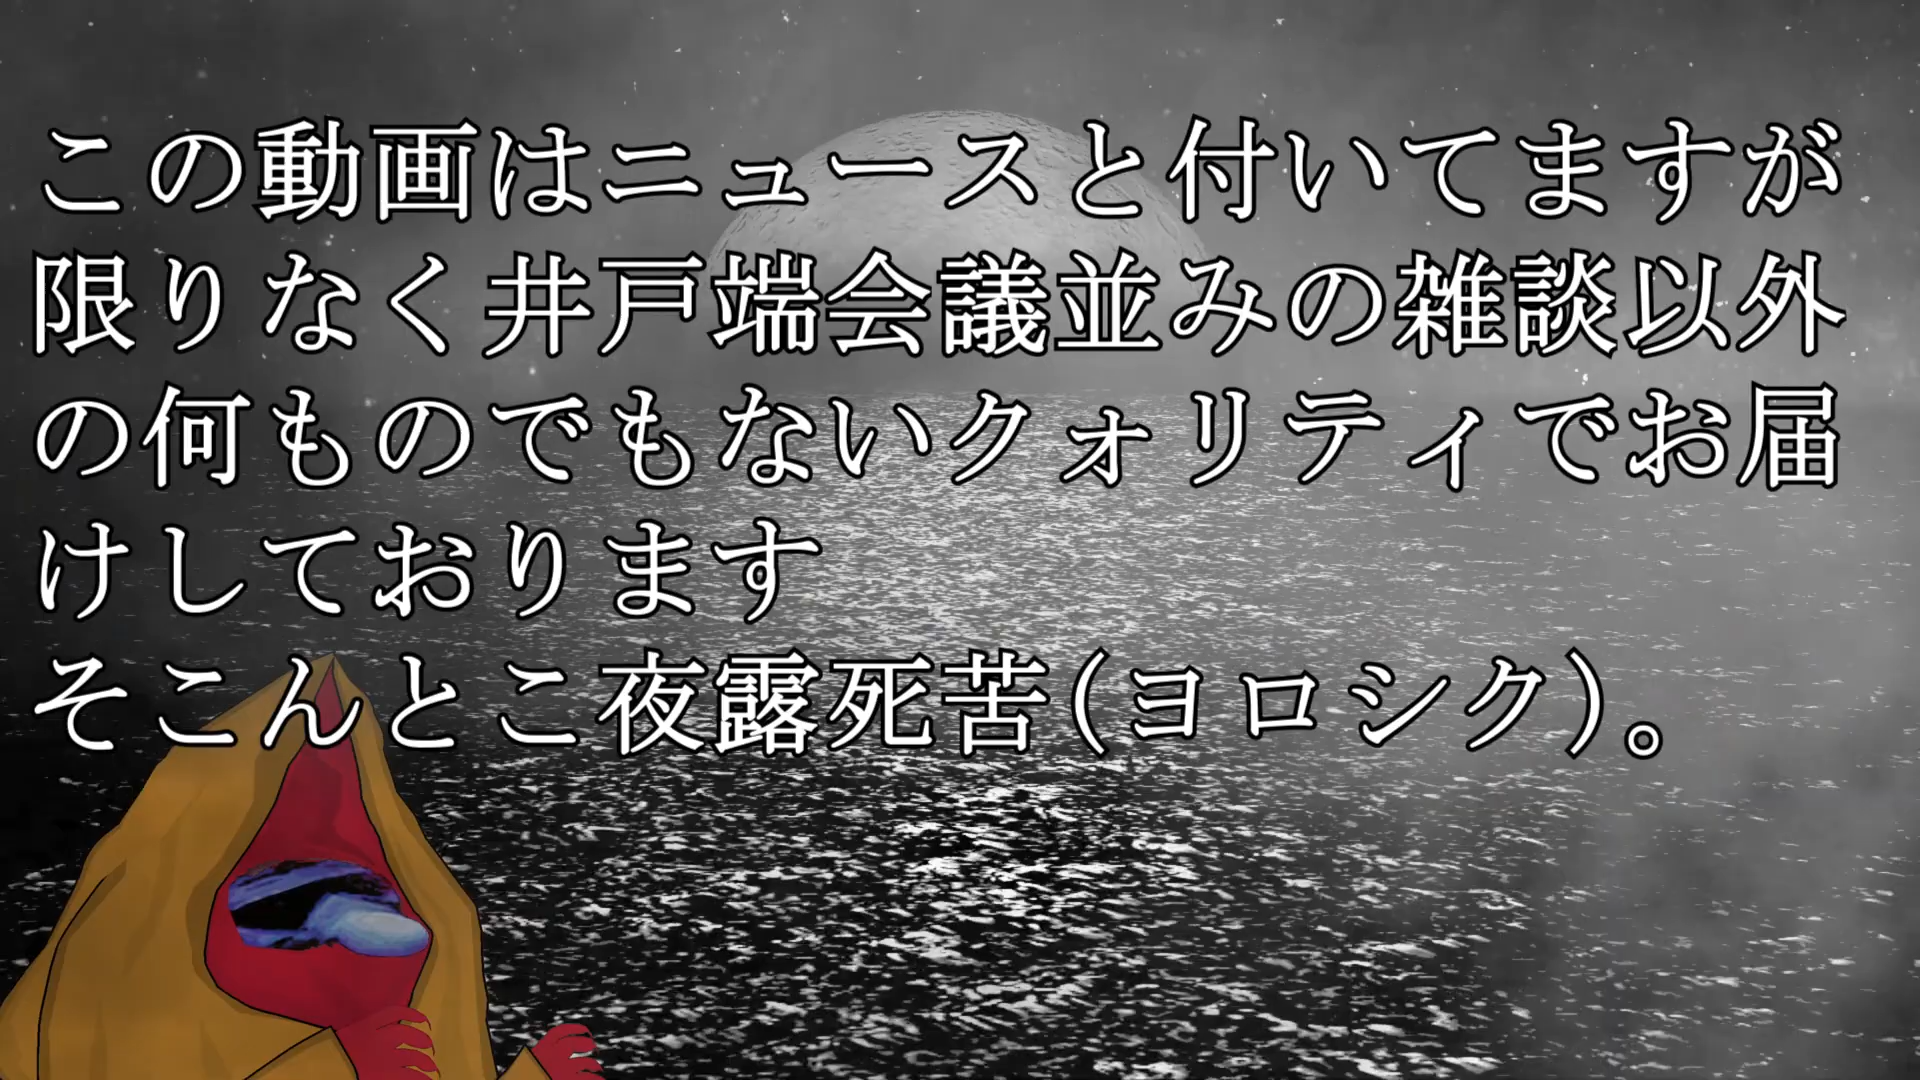 この動画はニュースと付いてますが
限りなく井戸端会議並みの雑談以外
の何ものでもないクォリティでお届
けしております
そこんとこ夜露死苦(ヨロシク)。